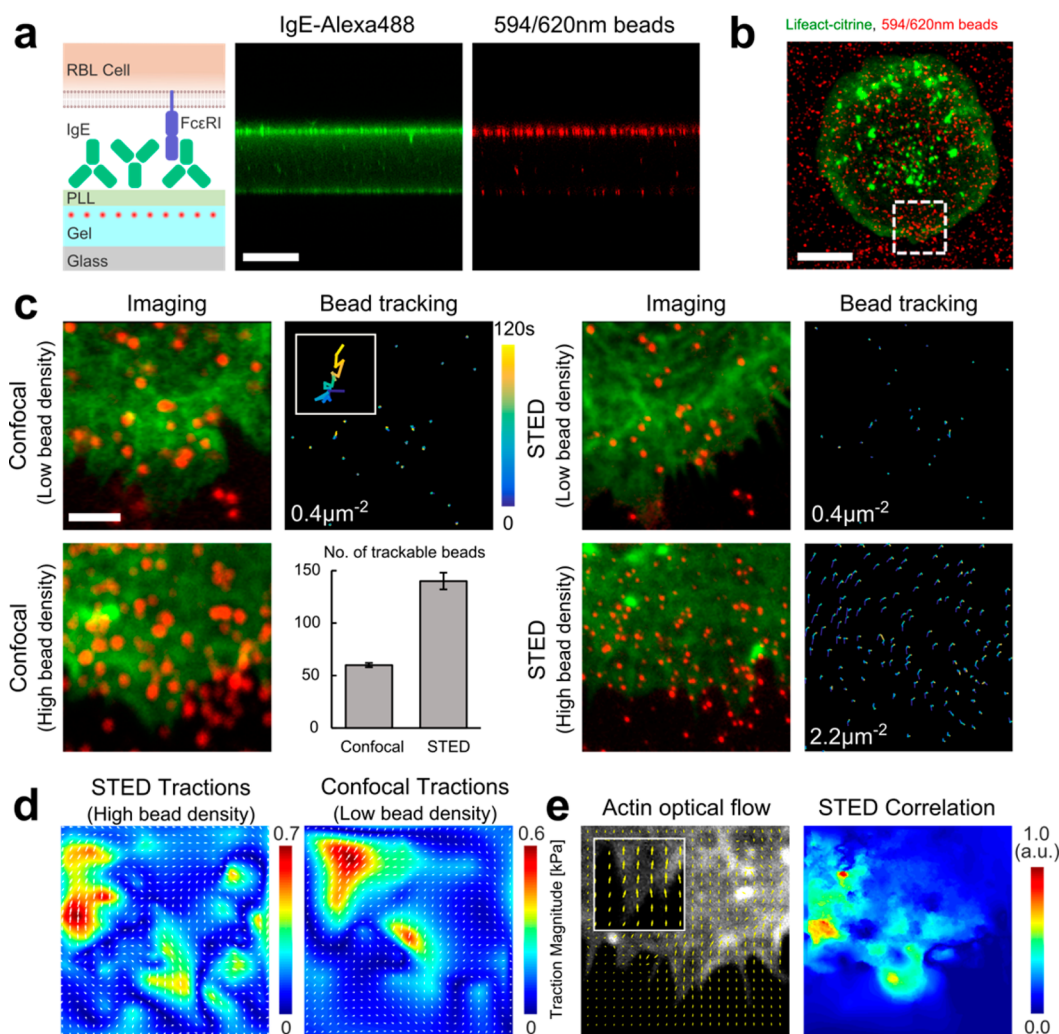 a
IgE-Alexa488
594/620nm beads
RBL Cell
IgE
FcεRI
PLL
Gel
Glass
b
Lifeact-citrine, 594/620nm beads
c
Imaging
Bead tracking
Confocal
(Low bead density)
0.4µm-2
120s
0
Imaging
Bead tracking
STED
(Low bead density)
0.4µm-2
Confocal
(High bead density)
No. of trackable beads
150
100
50
0
Confocal
STED
STED
(High bead density)
2.2µm-2
d
STED Tractions
(High bead density)
0.7
0
Confocal Tractions
(Low bead density)
0.6
0
Traction Magnitude [kPa]
e
Actin optical flow
STED Correlation
1.0
(a.u.)
0.0